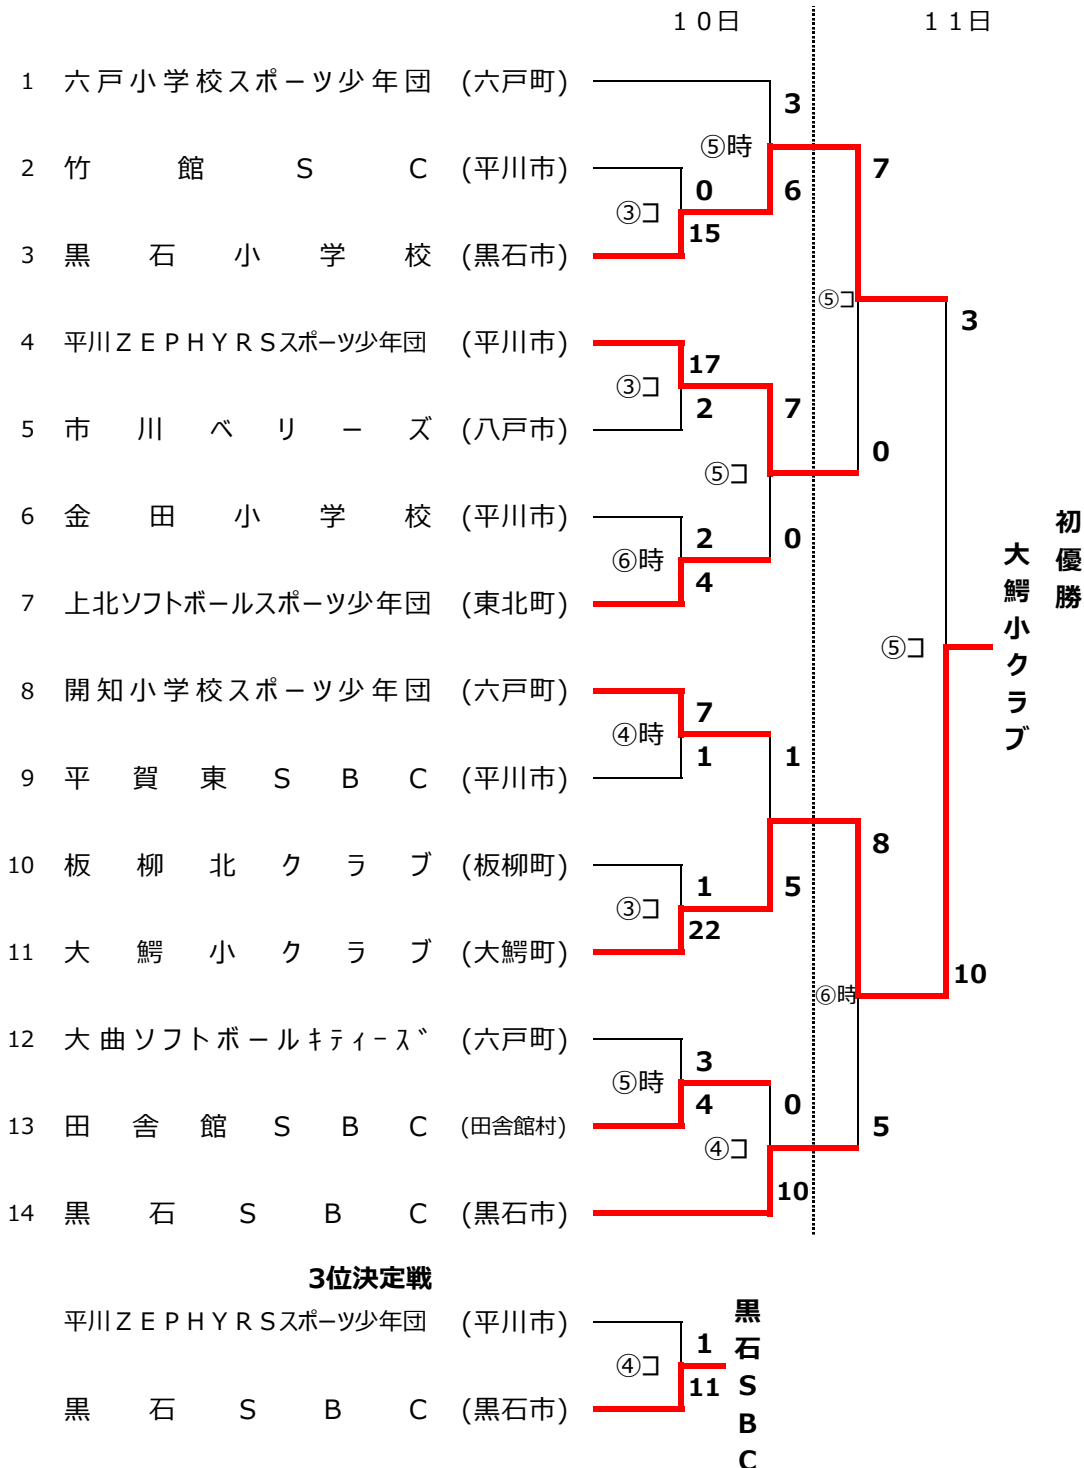 １０日 １１日
1 六戸小学校スポーツ少年団 (六戸町)
3
⑤時
2 竹館ＳＣ (平川市)
7
0 6
③コ
15
3 黒石小学校 (黒石市)
⑤コ
3
4 平川ＺＥＰＨＹＲＳスポーツ少年団 (平川市)
17
③コ
2 7
5 市川ベリーズ (八戸市)
0
⑤コ
6 金田小学校 (平川市)
2 0
⑥時
4
7 上北ソフトボールスポーツ少年団 (東北町)
初優勝
大鰐小クラブ
⑤コ
8 開知小学校スポーツ少年団 (六戸町)
7
④時
1 1
9 平賀東ＳＢＣ (平川市)
8
10 板柳北クラブ (板柳町)
1 5
③コ
22
11 大鰐小クラブ (大鰐町)
10
⑥時
12 大曲ソフトボールｷﾃｨｰｽﾞ (六戸町)
3
⑤時
4 0
13 田舎館ＳＢＣ (田舎館村)
5
④コ
10
14 黒石ＳＢＣ (黒石市)
3位決定戦
平川ＺＥＰＨＹＲＳスポーツ少年団 (平川市)
1
④コ
11
黒石ＳＢＣ
黒石ＳＢＣ (黒石市)